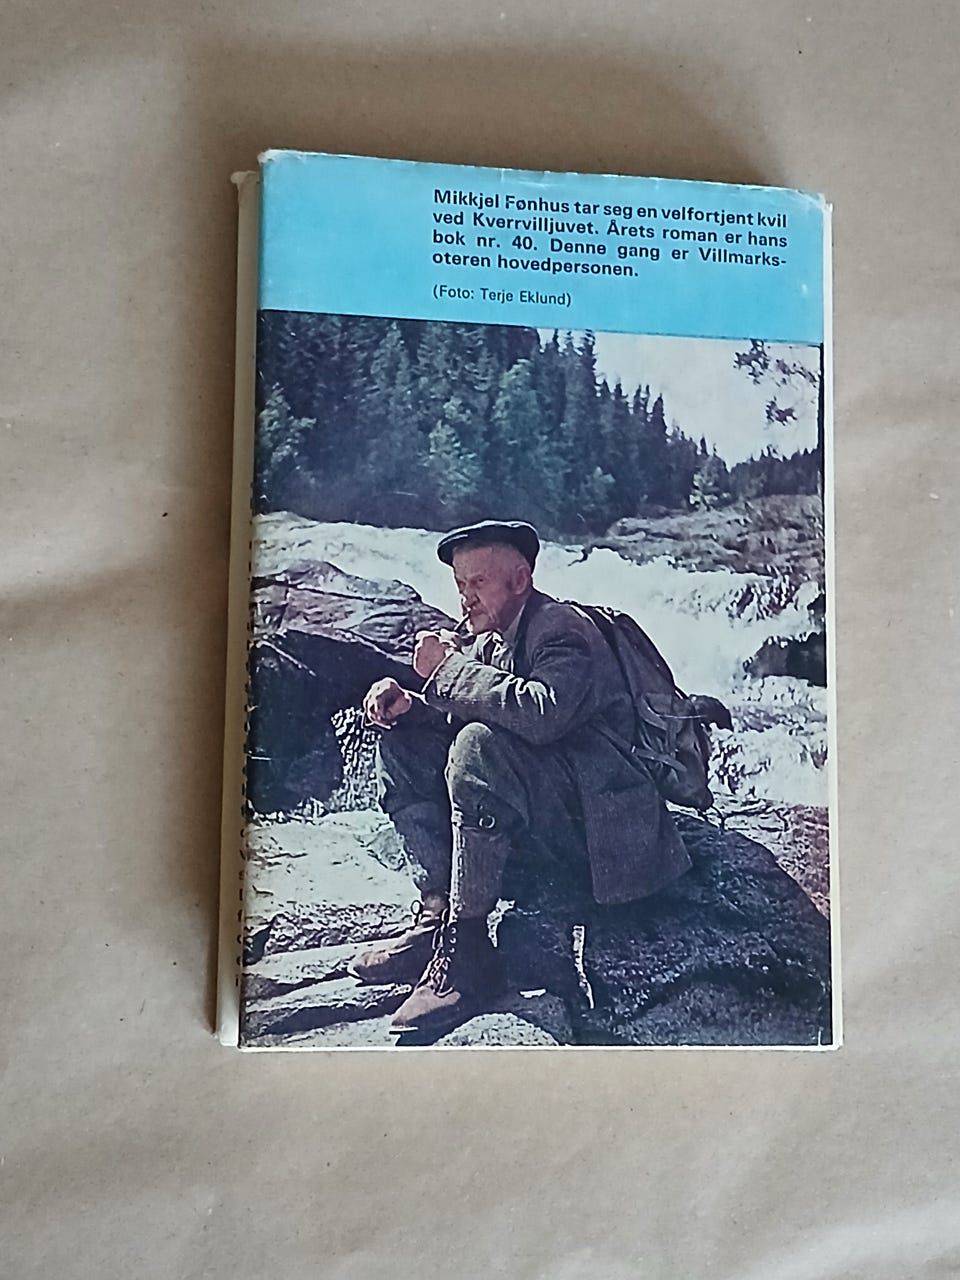 Mikkjel Fønhus tar seg en velfortjent kvil
ved Kverrvilljuvet. Årets roman er hans
bok nr. 40. Denne gang er Villmarks-
oteren hovedpersonen.
(Foto: Terje Eklund)